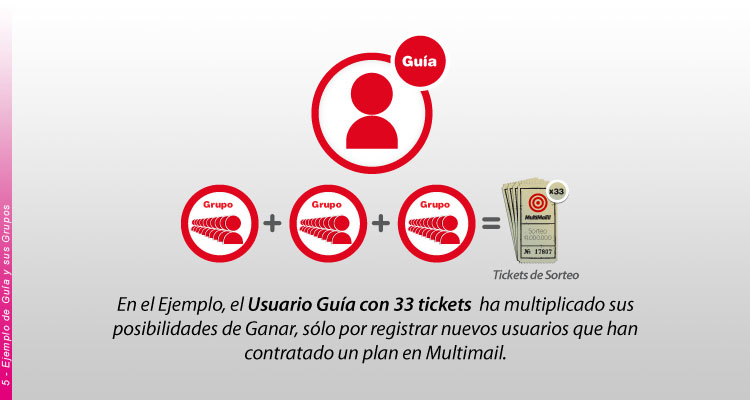 Guía
Grupo
Grupo
Grupo
x33
MultiMail!
Sorteo
Nº 17807
Tickets de Sorteo
En el Ejemplo, el Usuario Guía con 33 tickets ha multiplicado sus
posibilidades de Ganar, sólo por registrar nuevos usuarios que han
contratado un plan en Multimail.
5 - Ejemplo de Guía y sus Grupos